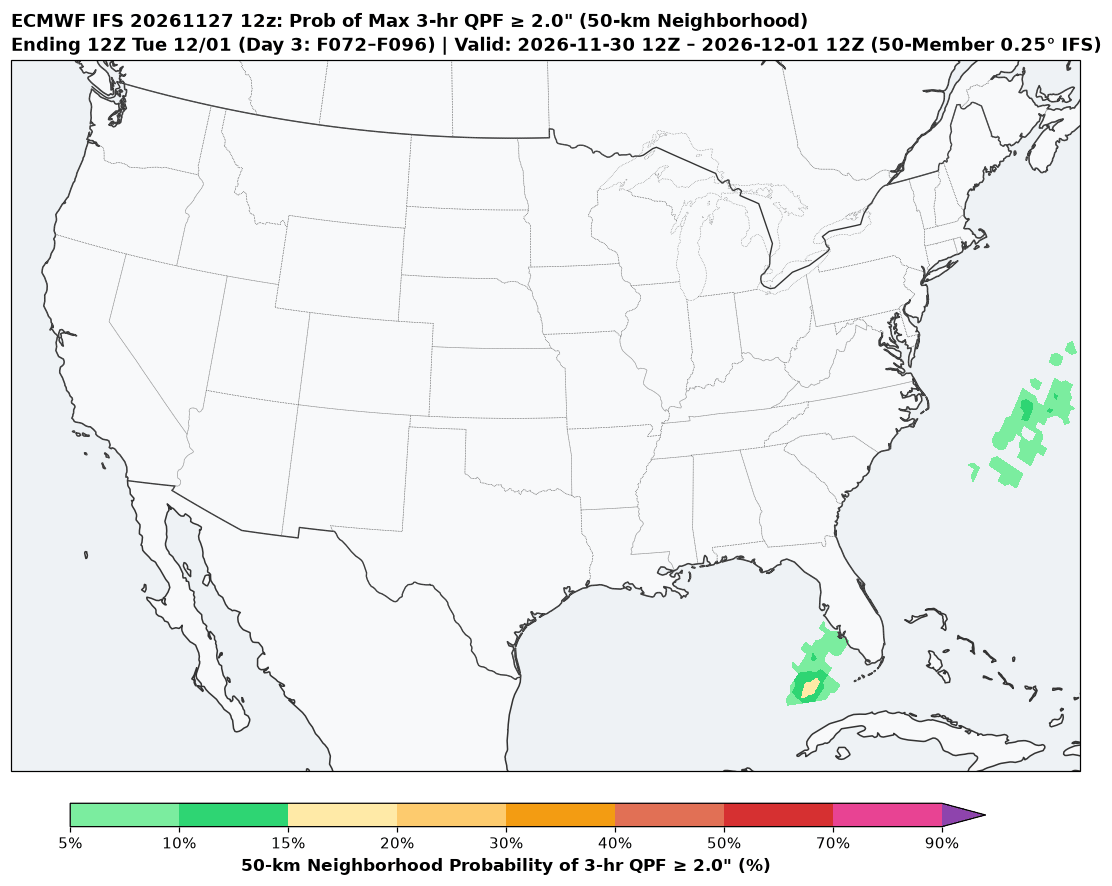 ECMWF IFS 20261127 12z: Prob of Max 3-hr QPF ≥ 2.0" (50-km Neighborhood)
Ending 12Z Tue 12/01 (Day 3: F072–F096) | Valid: 2026-11-30 12Z – 2026-12-01 12Z (50-Member 0.25° IFS)
5% 10% 15% 20% 30% 40% 50% 70% 90%
50-km Neighborhood Probability of 3-hr QPF ≥ 2.0" (%)